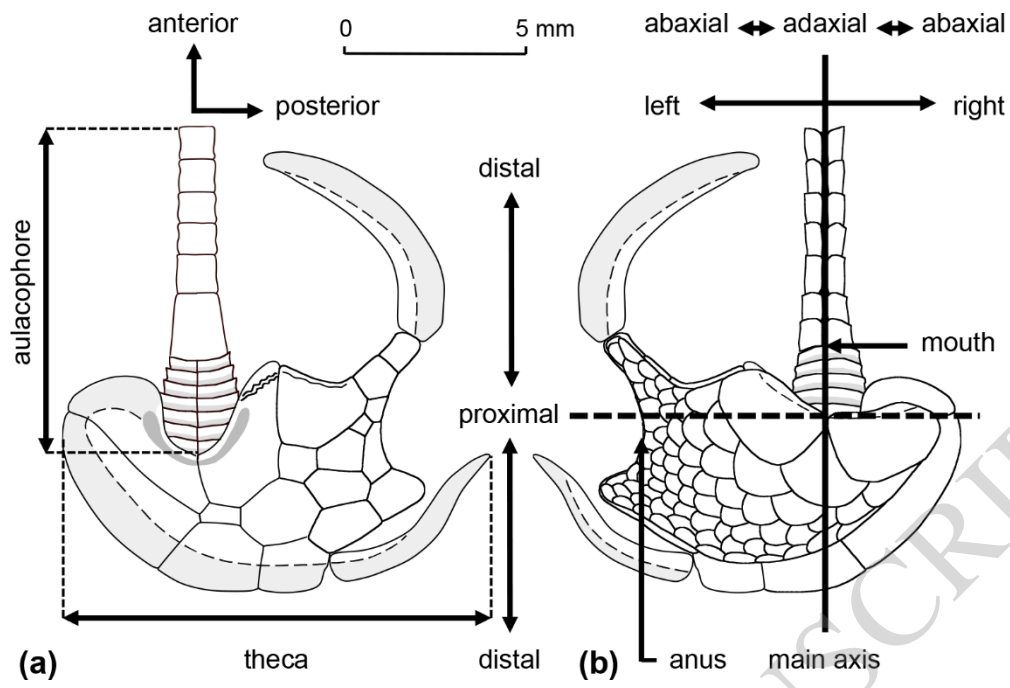 anterior
0
5 mm
abaxial
adaxial
abaxial
posterior
left
right
distal
aulacophore
mouth
proximal
(a)
theca
distal
(b)
anus
main axis